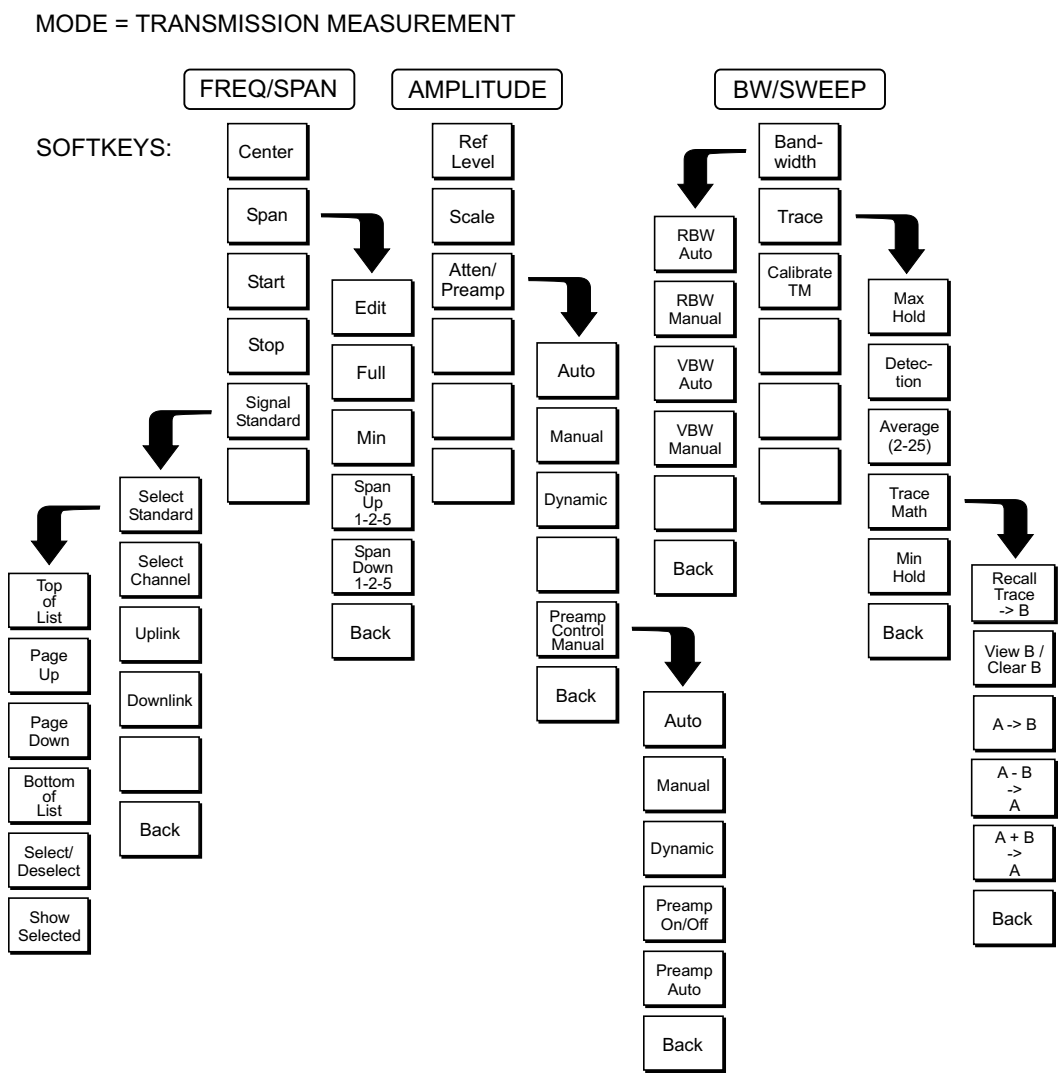 MODE = TRANSMISSION MEASUREMENT
FREQ/SPAN
AMPLITUDE
BW/SWEEP
SOFTKEYS:
Center
Span
Start
Stop
Signal
Standard
Edit
Full
Min
Span
Up
1-2-5
Span
Down
1-2-5
Back
Select
Standard
Select
Channel
Uplink
Downlink
Back
Top
of
List
Page
Up
Page
Down
Bottom
of
List
Select/
Deselect
Show
Selected
Ref
Level
Scale
Atten/
Preamp
Auto
Manual
Dynamic
Preamp
Control
Manual
Back
Auto
Manual
Dynamic
Preamp
On/Off
Preamp
Auto
Back
Band-
width
Trace
Calibrate
TM
RBW
Auto
RBW
Manual
VBW
Auto
VBW
Manual
Back
Max
Hold
Detec-
tion
Average
(2-25)
Trace
Math
Min
Hold
Back
Recall
Trace
-> B
View B /
Clear B
A -> B
A - B
->
A
A + B
->
A
Back